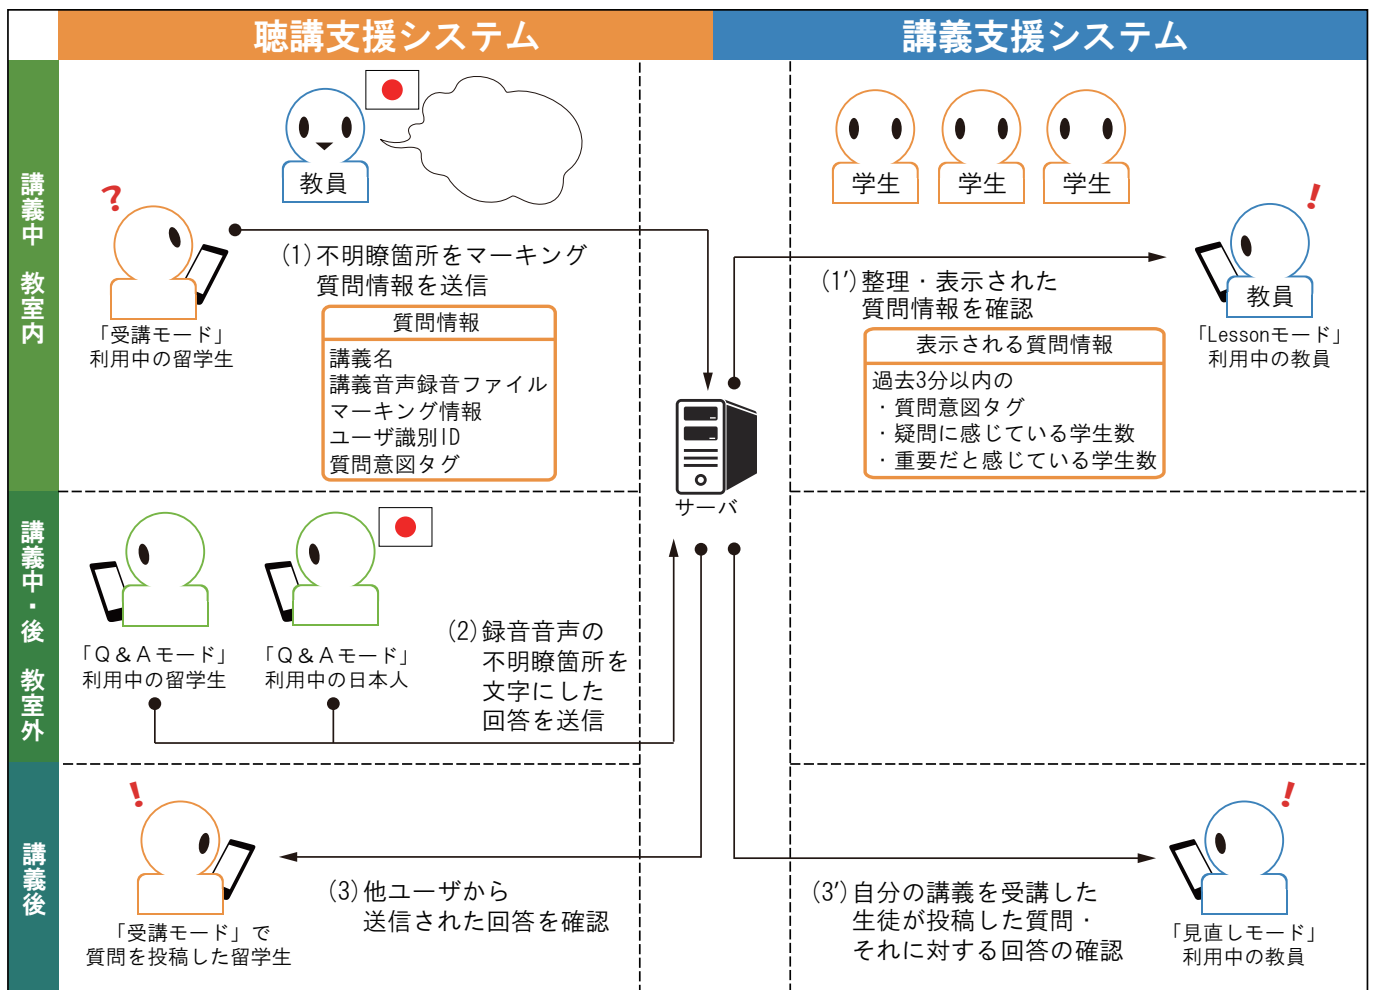 聴講支援システム
講義支援システム
講義中 教室内
教員
学生
学生
学生
?
!
(1)不明瞭箇所をマーキング
質問情報を送信
質問情報
講義名
講義音声録音ファイル
マーキング情報
ユーザ識別ID
質問意図タグ
「受講モード」
利用中の留学生
(1′)整理・表示された
質問情報を確認
表示される質問情報
過去3分以内の
・質問意図タグ
・疑問に感じている学生数
・重要だと感じている学生数
教員
「Lessonモード」
利用中の教員
サーバ
講義中・後 教室外
「Q&Aモード」
利用中の留学生
「Q&Aモード」
利用中の日本人
(2)録音音声の
不明瞭箇所を
文字にした
回答を送信
講義後
!
「受講モード」で
質問を投稿した留学生
(3)他ユーザから
送信された回答を確認
(3′)自分の講義を受講した
生徒が投稿した質問・
それに対する回答の確認
!
「見直しモード」
利用中の教員